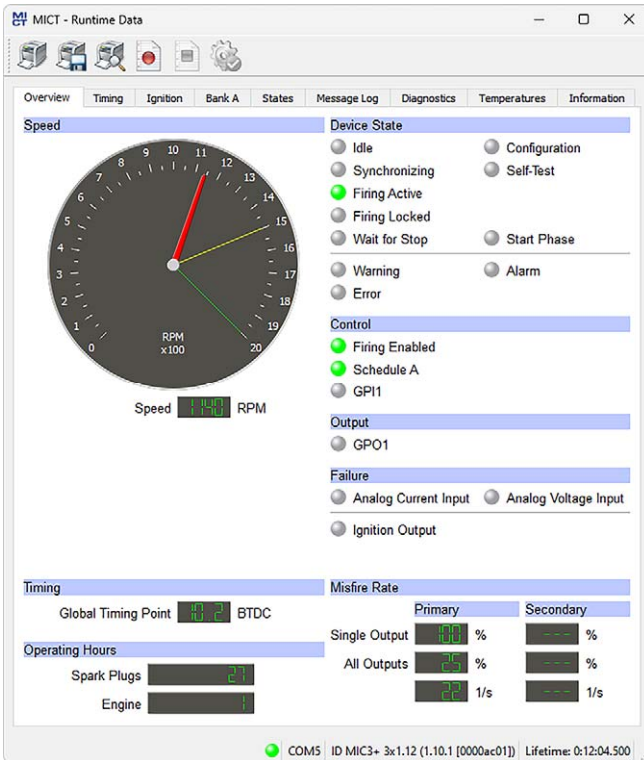 MICT - Runtime Data
Overview Timing Ignition Bank A States Message Log Diagnostics Temperatures Information
Speed
0 1 2 3 4 5 6 7 8 9 10 11 12 13 14 15 16 17 18 19 20
RPM
x100
Speed 1140 RPM
Device State
Idle Configuration
Synchronizing Self-Test
Firing Active
Firing Locked
Wait for Stop Start Phase
Warning Alarm
Error
Control
Firing Enabled
Schedule A
GPI1
Output
GPO1
Failure
Analog Current Input Analog Voltage Input
Ignition Output
Timing
Global Timing Point 10.2 BTDC
Operating Hours
Spark Plugs 27
Engine 1
Misfire Rate
Primary Secondary
Single Output 100 % --- %
All Outputs 25 % --- %
22 1/s --- 1/s
COM5 ID MIC3+ 3x1.12 (1.10.1 [0000ac01]) Lifetime: 0:12:04.500